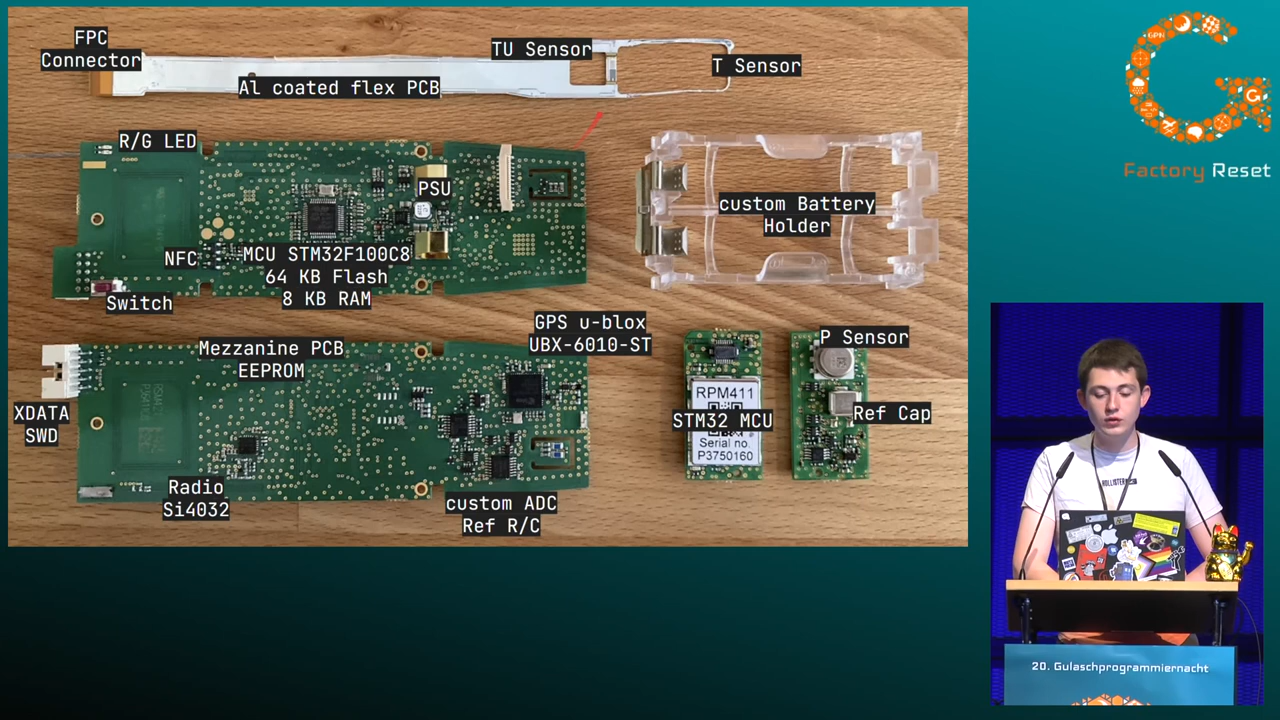 FPC
Connector
TU Sensor
T Sensor
Al coated flex PCB
R/G LED
PSU
custom Battery
Holder
NFC
MCU STM32F100C8
64 KB Flash
8 KB RAM
Switch
GPS u-blox
UBX-6010-ST
Mezzanine PCB
EEPROM
P Sensor
RPM411
STM32 MCU
Serial no.
P3750160
Ref Cap
XDATA
SWD
Radio
Si4032
custom ADC
Ref R/C
GPN
G
Factory Reset
HOLLISTER
20. Gulaschprogrammiernacht